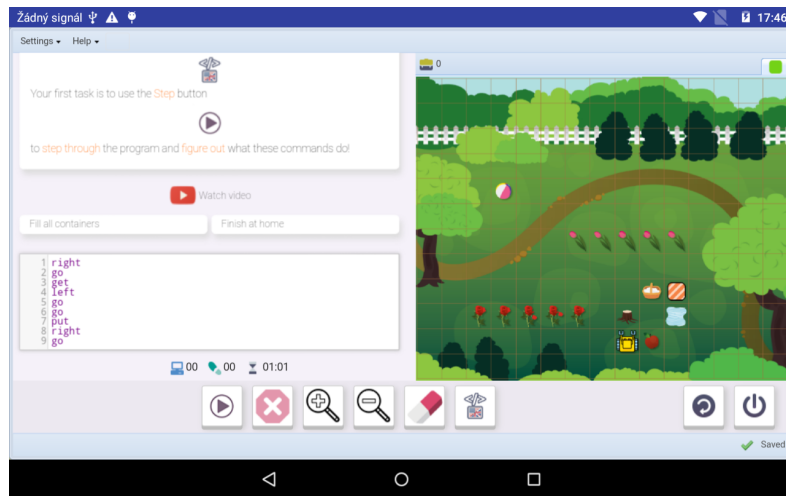 Žádný signál
17:46
Settings Help
0
Your first task is to use the Step button
to step through the program and figure out what these commands do!
Watch video
Fill all containers
Finish at home
1 right
2 go
3 get
4 left
5 go
6 go
7 put
8 right
9 go
00 00 01:01
Saved